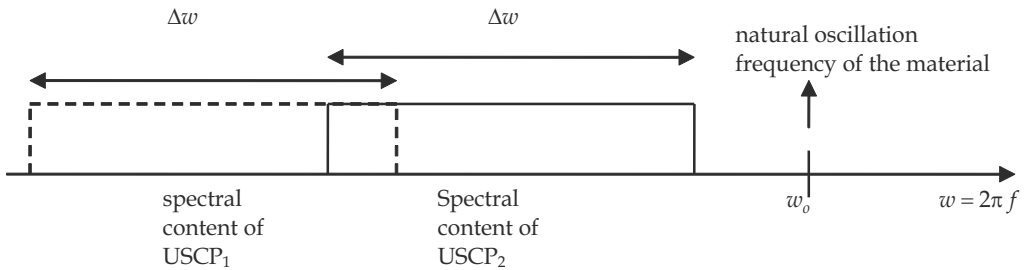 Δw
Δw
natural oscillation
frequency of the material
spectral
content of
USCP₁
Spectral
content of
USCP₂
wₒ
w = 2π f